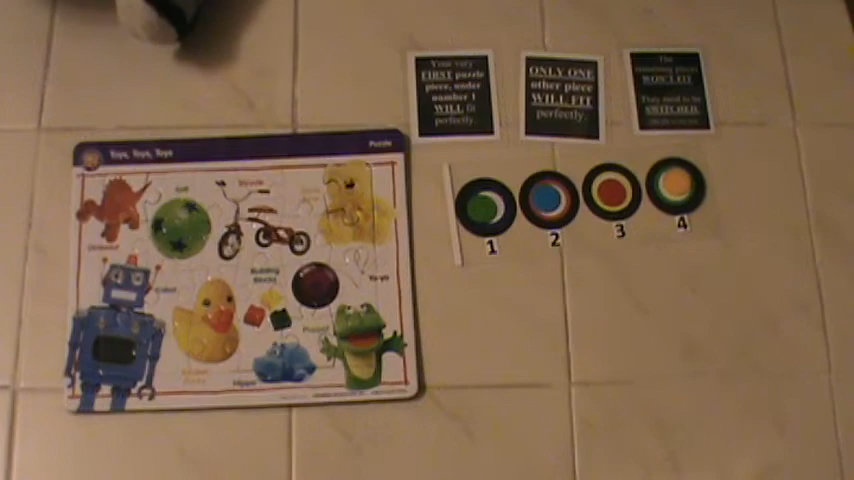 Toys, Toys, Toys
Puzzle
Ball
Bicycle
Dinosaur
Robot
Building
Blocks
Yo-yo
Puppet
Rubber
Ducky
Hippo
Your very
FIRST puzzle
piece, under
number 1
WILL fit
perfectly.
ONLY ONE
other piece
WILL FIT
perfectly.
The
remaining pieces
WON'T FIT
They need to be
SWITCHED
1
2
3
4